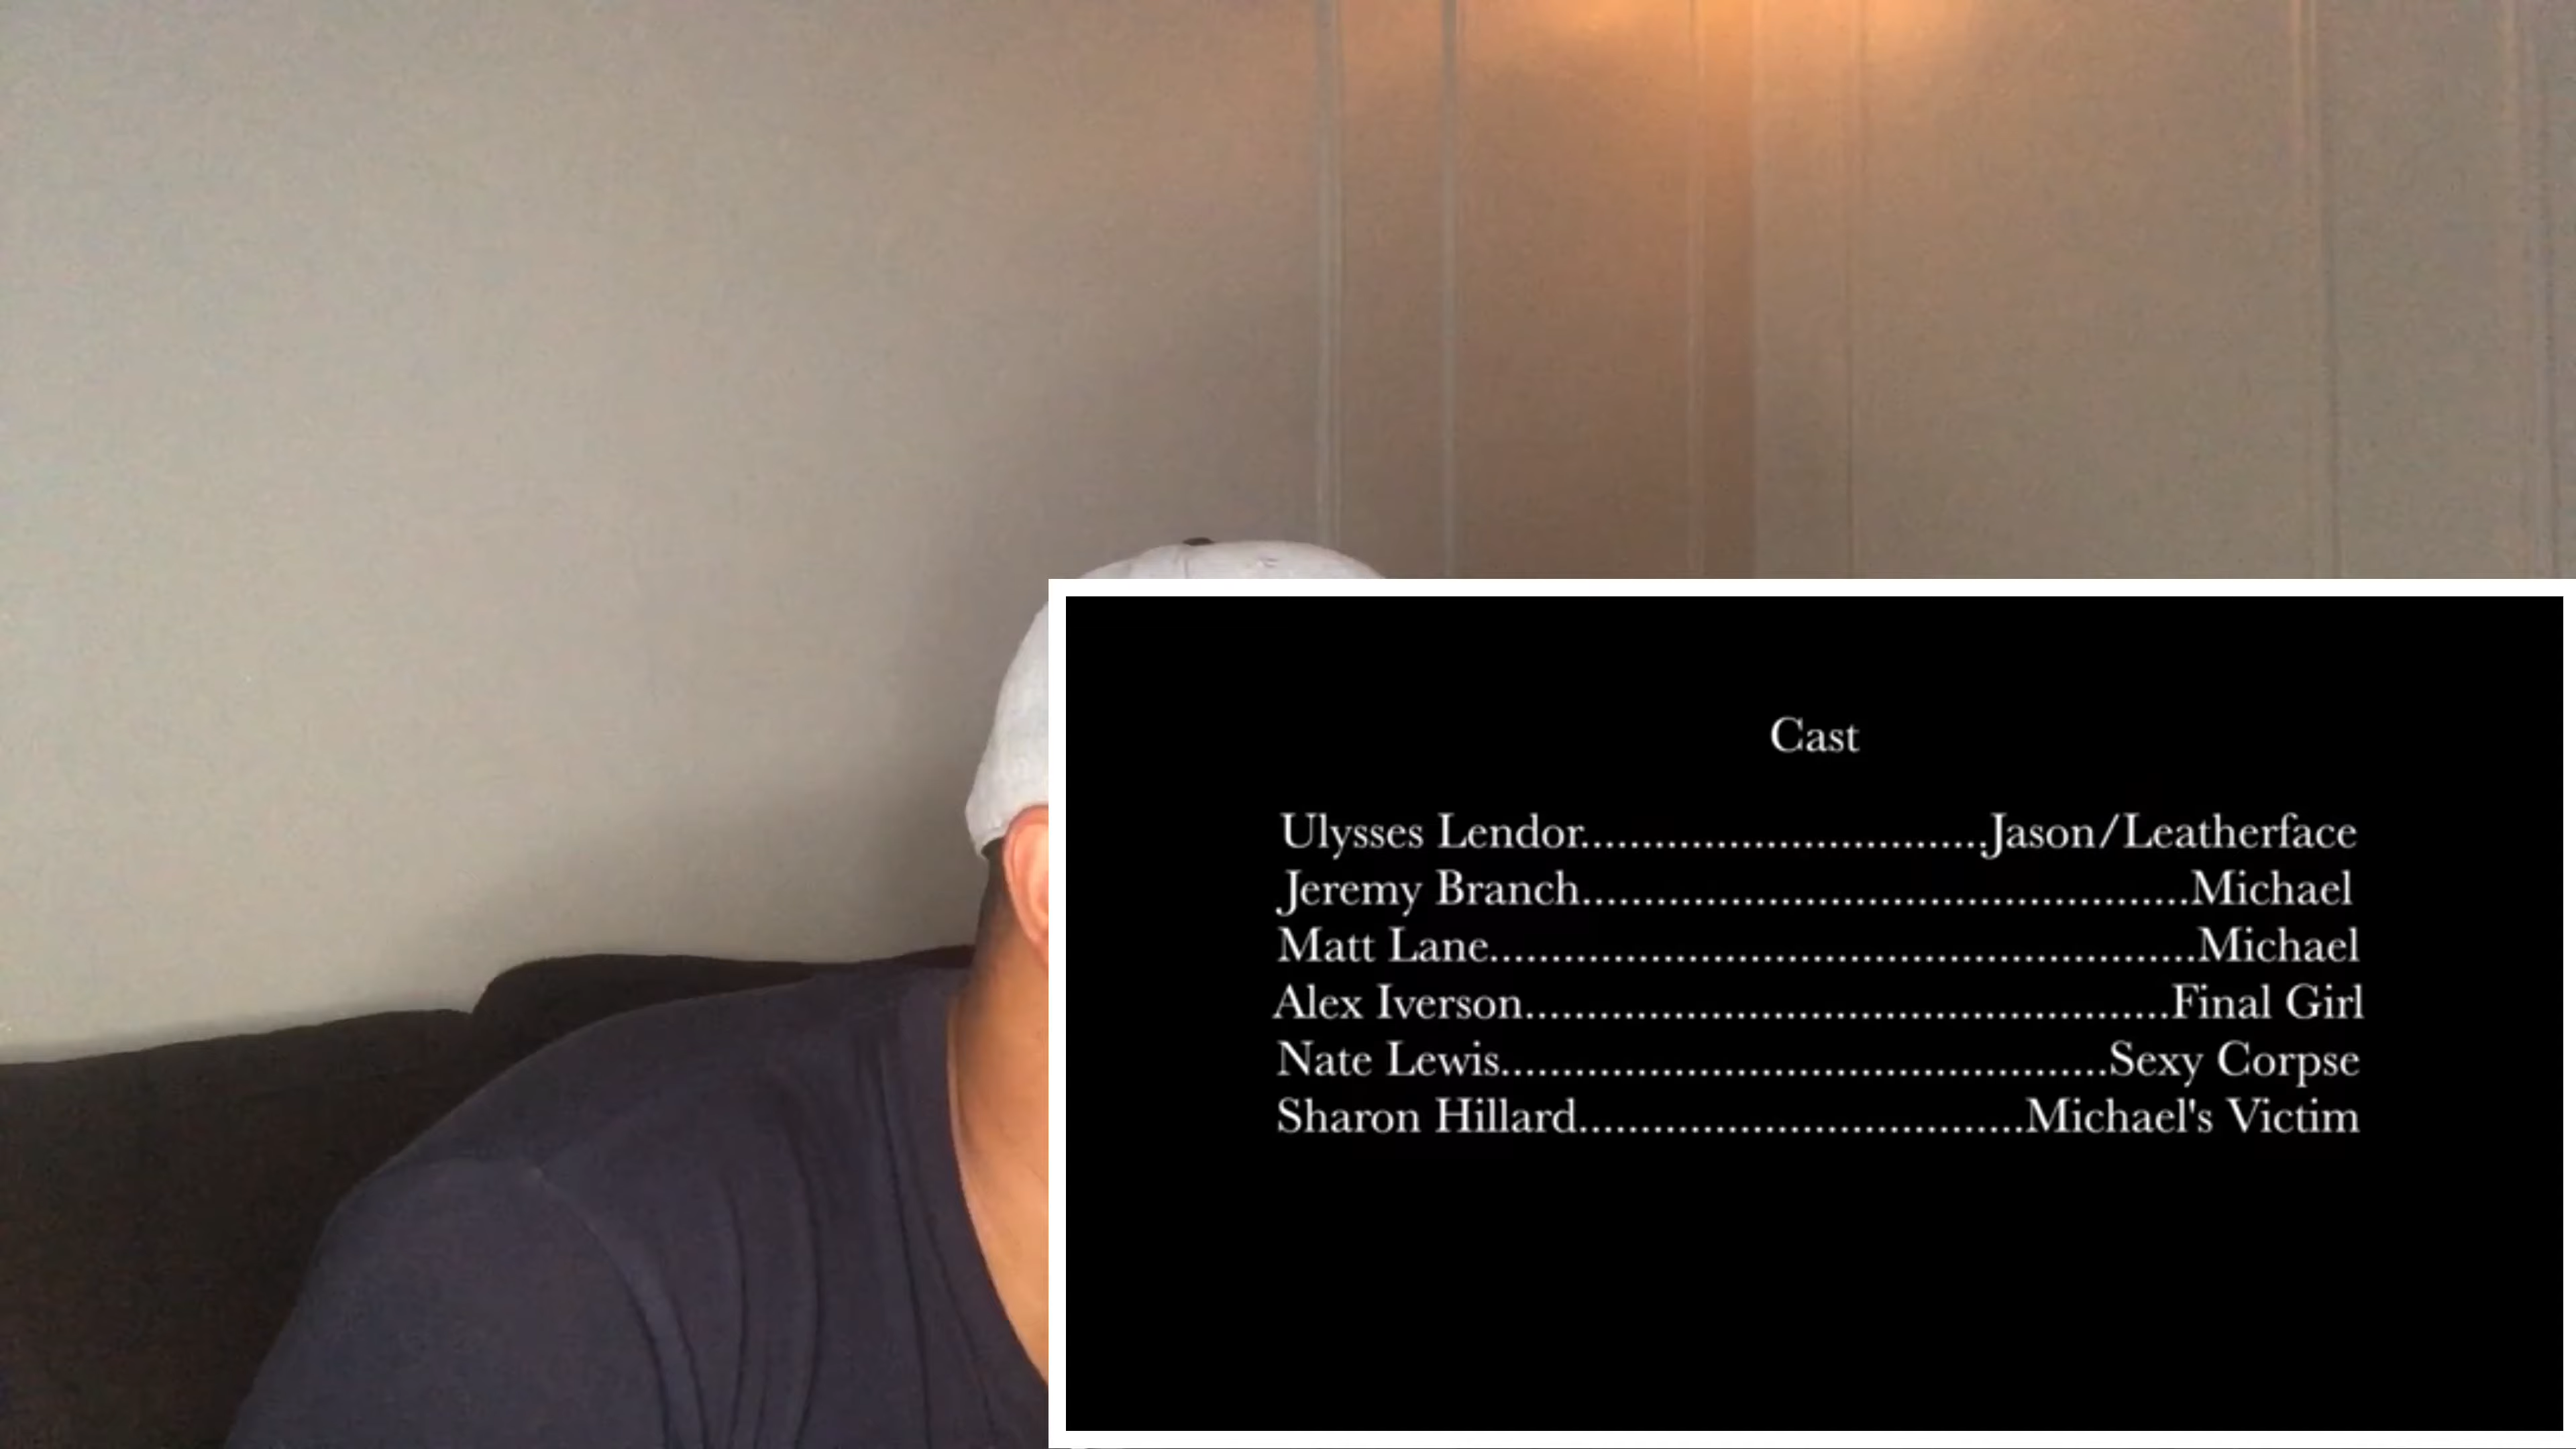 Cast
Ulysses Lendor.................................Jason/Leatherface
Jeremy Branch.................................................Michael
Matt Lane.........................................................Michael
Alex Iverson....................................................Final Girl
Nate Lewis.................................................Sexy Corpse
Sharon Hillard....................................Michael's Victim